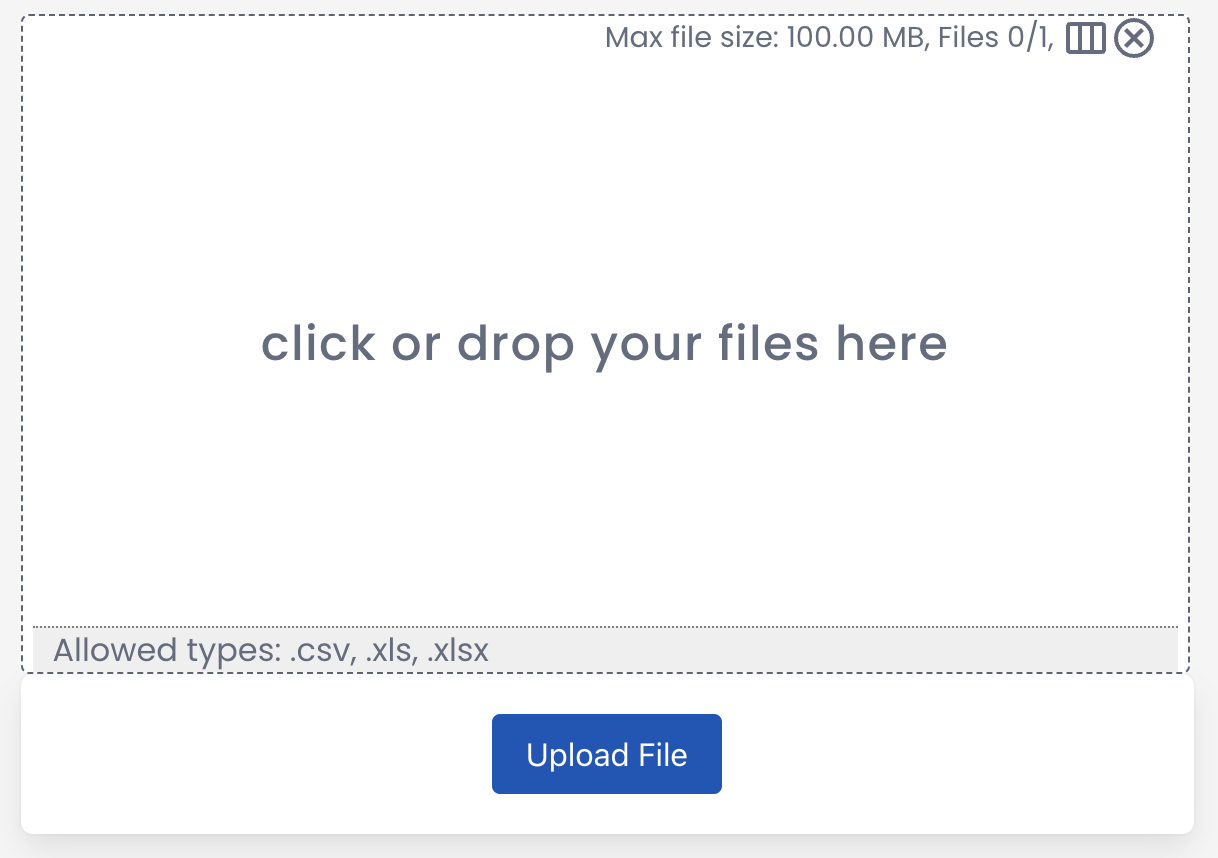 Max file size: 100.00 MB, Files 0/1,
click or drop your files here
Allowed types: .csv, .xls, .xlsx
Upload File